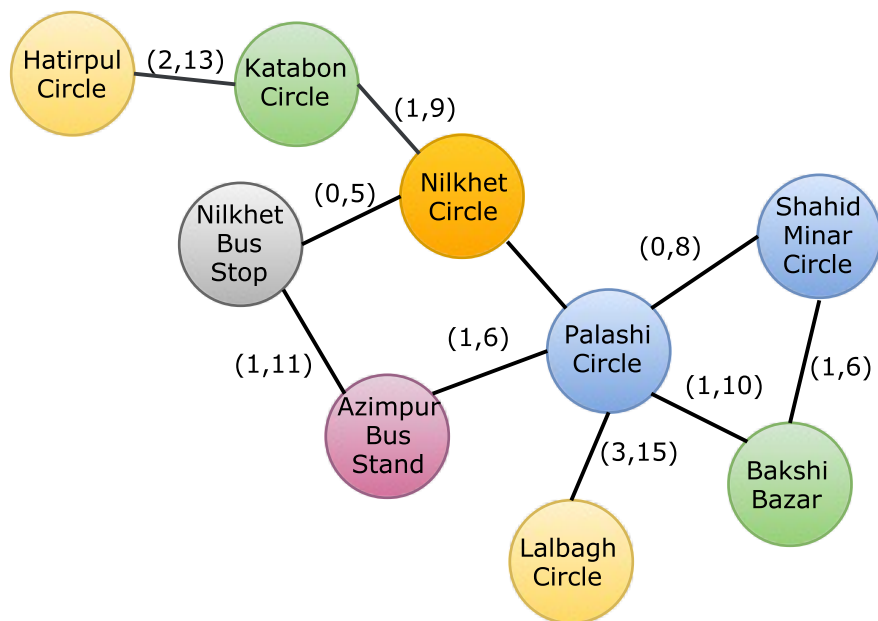 Hatirpul
Circle
(2,13)
Katabon
Circle
(1,9)
Nilkhet
Circle
(0,5)
Nilkhet
Bus
Stop
Shahid
Minar
Circle
(0,8)
Palashi
Circle
(1,6)
(1,11)
(1,10)
(1,6)
Azimpur
Bus
Stand
(3,15)
Bakshi
Bazar
Lalbagh
Circle